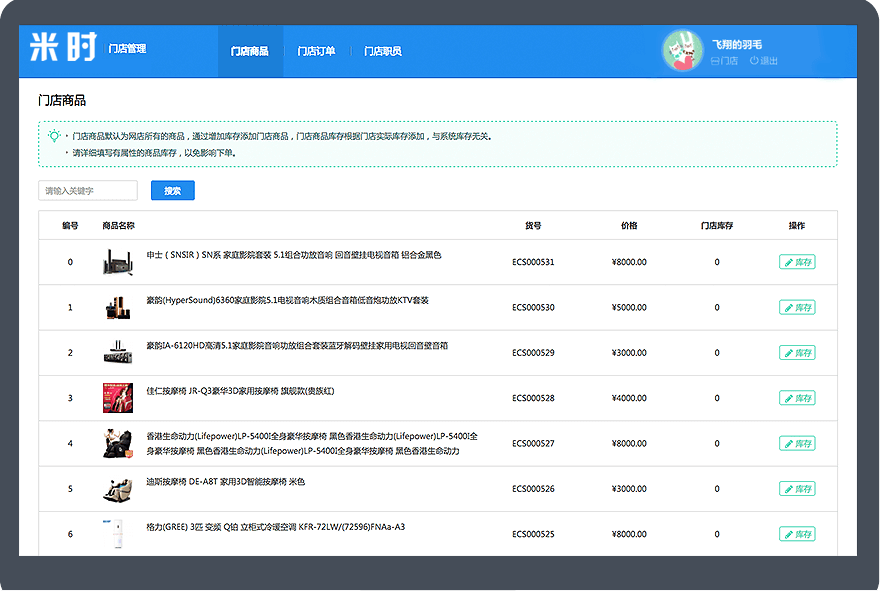 米时 门店管理 门店商品 门店订单 门店职员 飞翔的羽毛
门店 退出
门店商品
• 门店商品默认为网店所有的商品，通过增加库存添加门店商品，门店商品库存根据门店实际库存添加，与系统库存无关。
• 请详细填写有属性的商品库存，以免影响下单。
请输入关键字 搜索
编号 商品名称 货号 价格 门店库存 操作
0 申士（SNSIR）SN系 家庭影院套装 5.1组合功放音响 回音壁挂电视音箱 铝合金黑色 ECS000531 ¥8000.00 0 库存
1 豪韵(HyperSound)6360家庭影院5.1电视音响木质组合音箱低音炮功放KTV套装 ECS000530 ¥5000.00 0 库存
2 豪韵IA-6120HD高清5.1家庭影院音响功放组合套装蓝牙解码壁挂家用电视回音壁音箱 ECS000529 ¥3000.00 0 库存
3 佳仁按摩椅 JR-Q3豪华3D家用按摩椅 旗舰款(贵族红) ECS000528 ¥4000.00 0 库存
4 香港生命动力(Lifepower)LP-5400I全身豪华按摩椅 黑色香港生命动力(Lifepower)LP-5400I全 ECS000527 ¥8000.00 0 库存
身豪华按摩椅 黑色香港生命动力(Lifepower)LP-5400I全身豪华按摩椅 黑色香港生命动力
5 迪斯按摩椅 DE-A8T 家用3D智能按摩椅 米色 ECS000526 ¥3000.00 0 库存
6 格力(GREE) 3匹 变频 Q铂 立柜式冷暖空调 KFR-72LW/(72596)FNAa-A3 ECS000525 ¥8000.00 0 库存